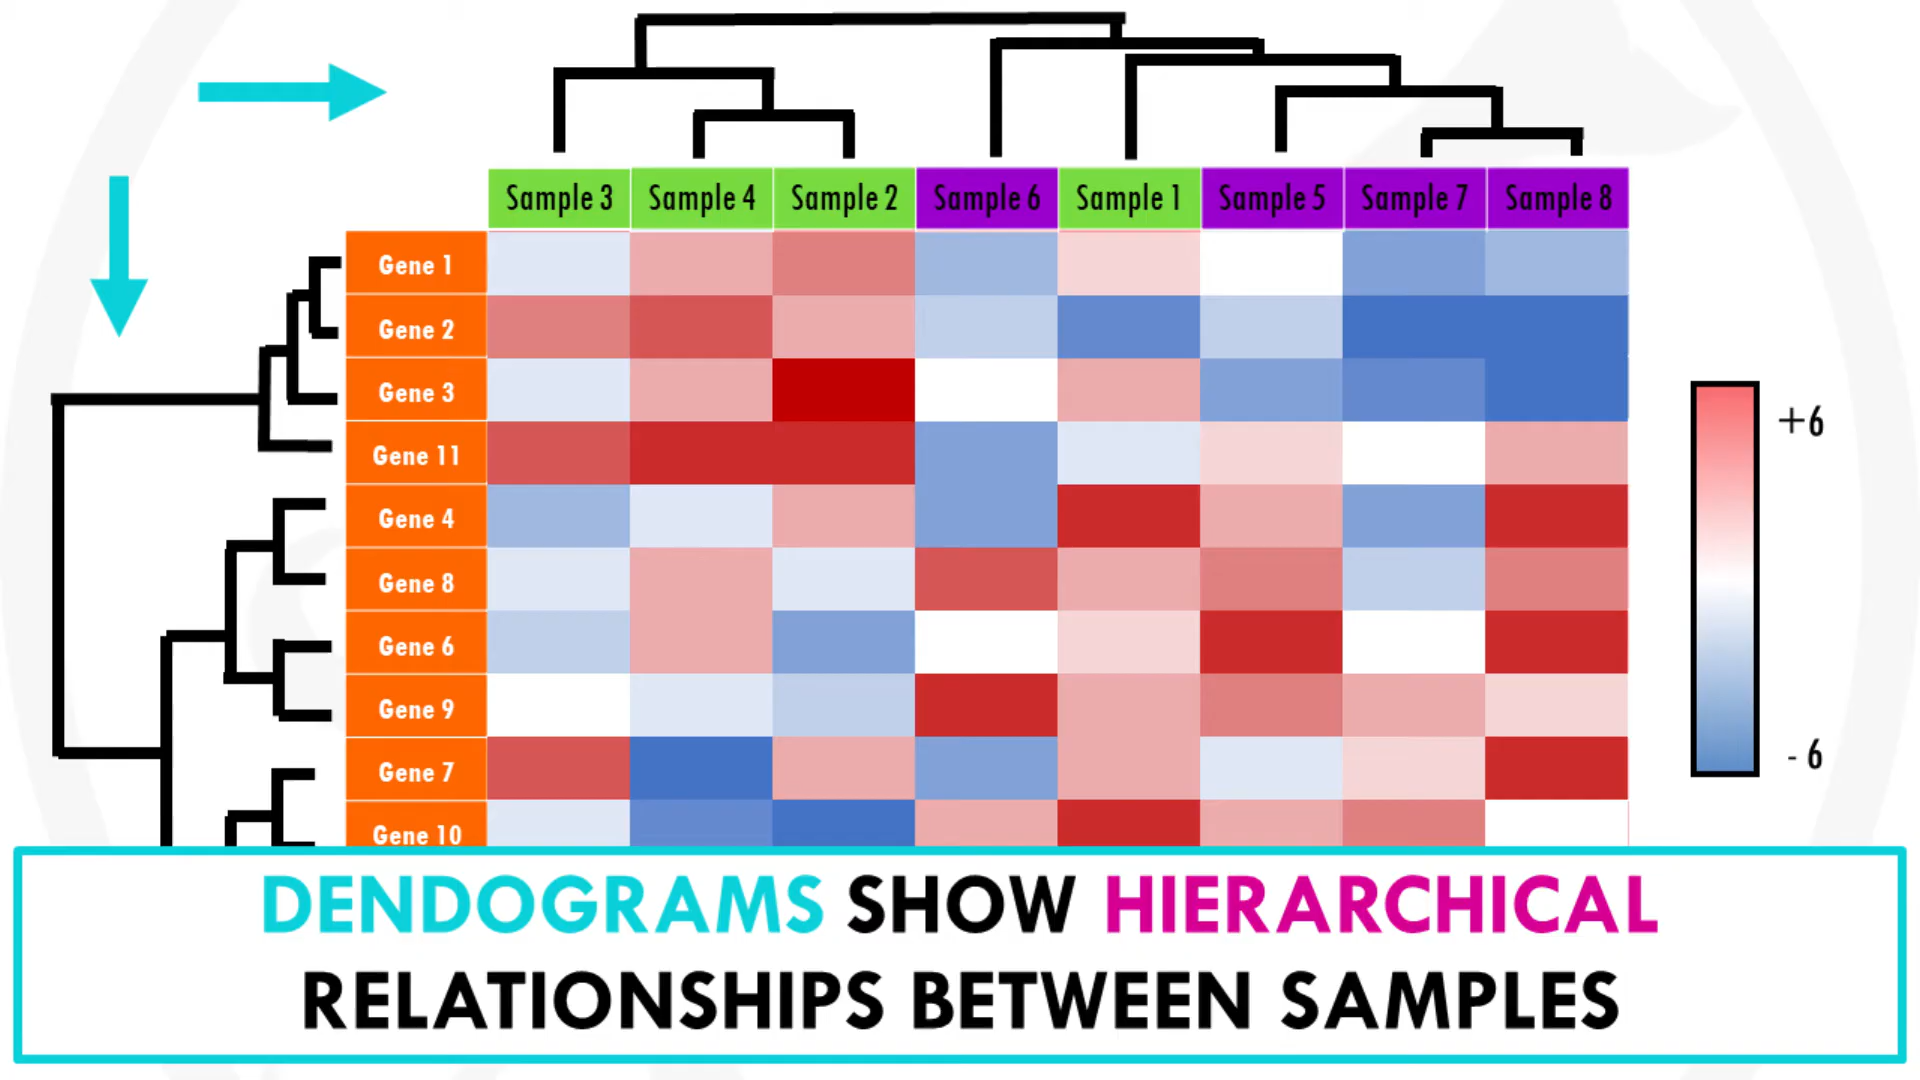 Sample 3 Sample 4 Sample 2 Sample 6 Sample 1 Sample 5 Sample 7 Sample 8
Gene 1
Gene 2
Gene 3
Gene 11
Gene 4
Gene 8
Gene 6
Gene 9
Gene 7
Gene 10
+6
- 6
DENDOGRAMS SHOW HIERARCHICAL
RELATIONSHIPS BETWEEN SAMPLES